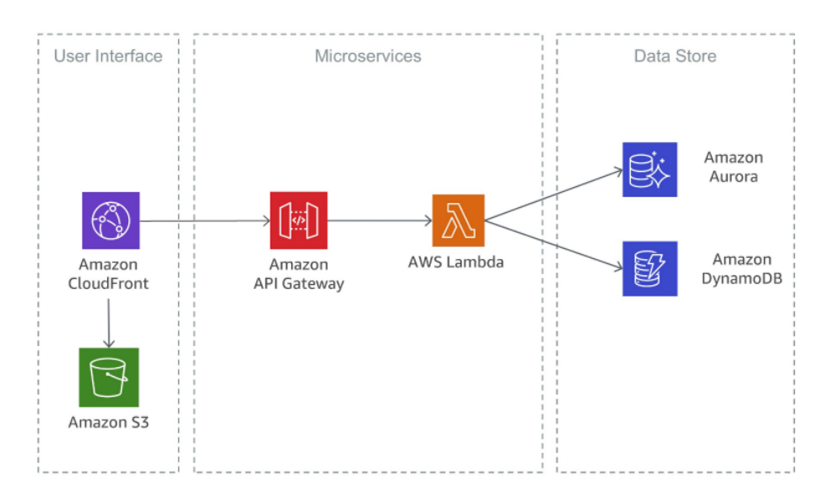 User Interface
Microservices
Data Store
Amazon
CloudFront
Amazon S3
Amazon
API Gateway
AWS Lambda
Amazon
Aurora
Amazon
DynamoDB